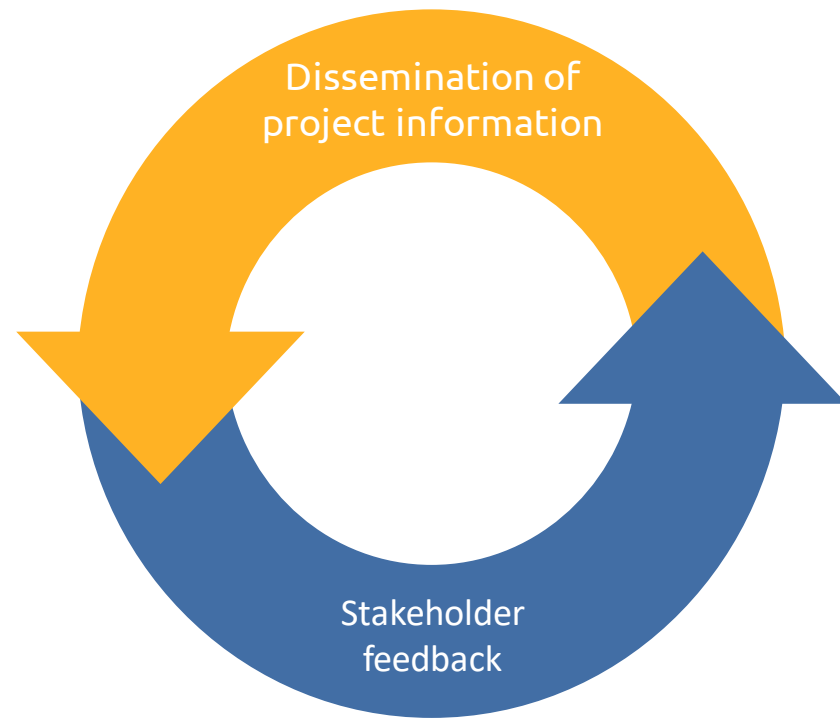 Dissemination of
project information
Stakeholder
feedback